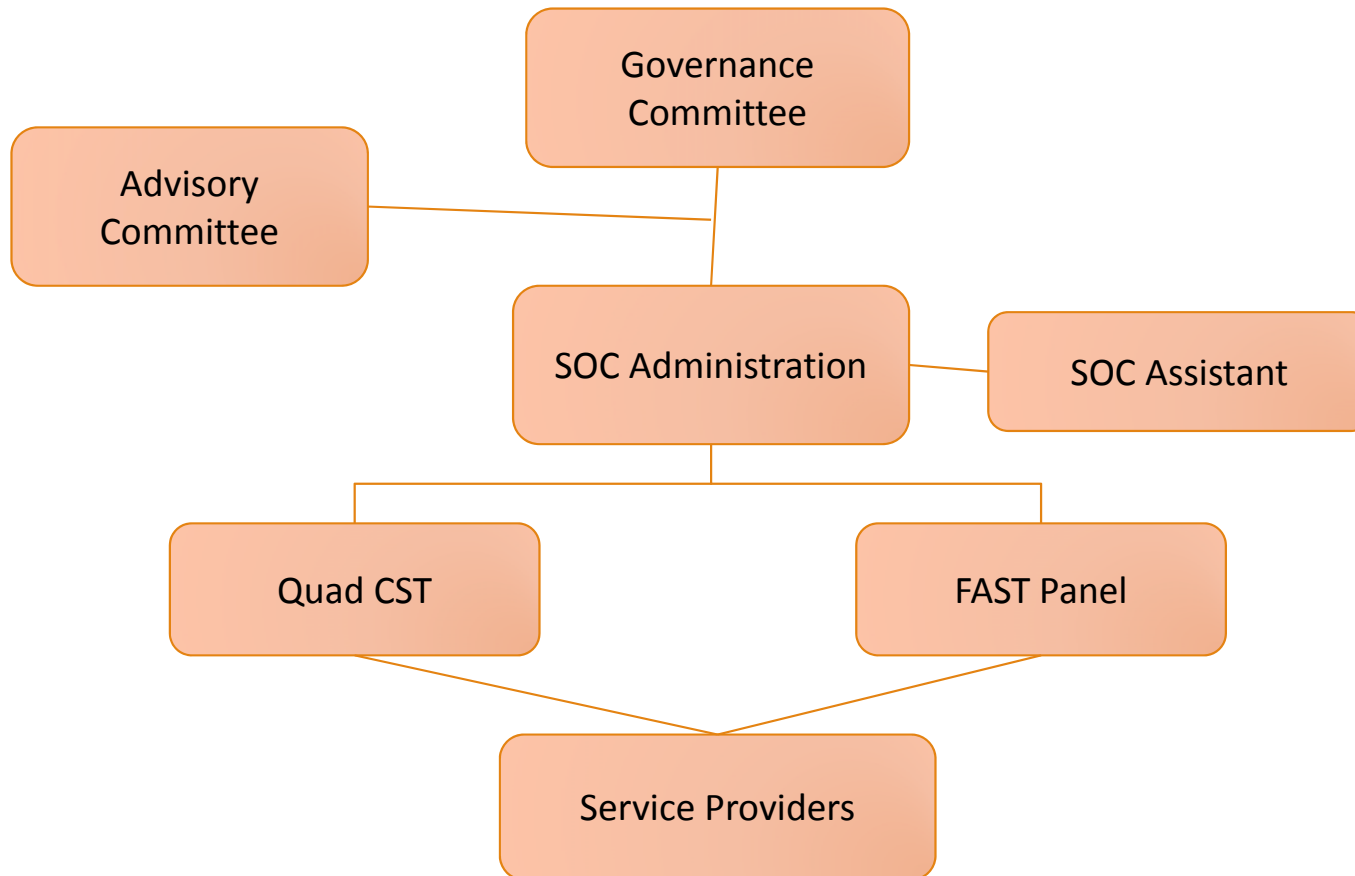 Governance
Committee
Advisory
Committee
SOC Administration
SOC Assistant
Quad CST
FAST Panel
Service Providers